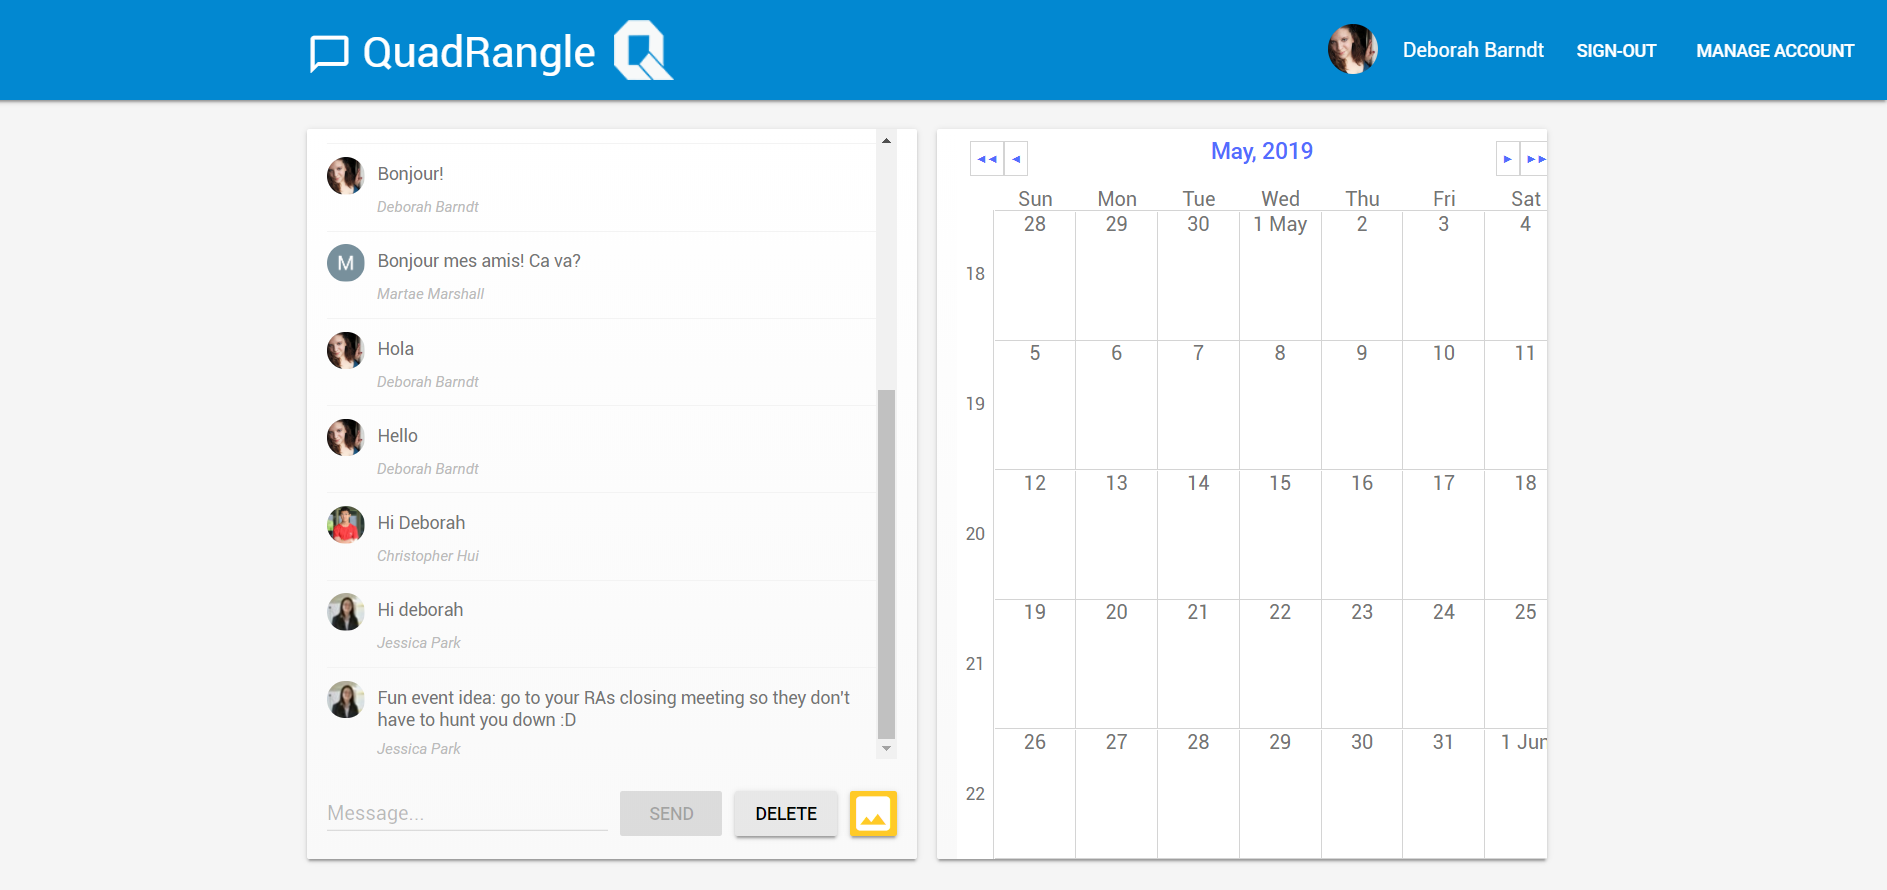 QuadRangle Q
Deborah Barndt SIGN-OUT MANAGE ACCOUNT
Bonjour!
Deborah Barndt
M
Bonjour mes amis! Ca va?
Martae Marshall
Hola
Deborah Barndt
Hello
Deborah Barndt
Hi Deborah
Christopher Hui
Hi deborah
Jessica Park
Fun event idea: go to your RAs closing meeting so they don't
have to hunt you down :D
Jessica Park
Message... SEND DELETE
May, 2019
Sun Mon Tue Wed Thu Fri Sat
28 29 30 1 May 2 3 4
18
5 6 7 8 9 10 11
19
12 13 14 15 16 17 18
20
19 20 21 22 23 24 25
21
26 27 28 29 30 31 1 Jun
22